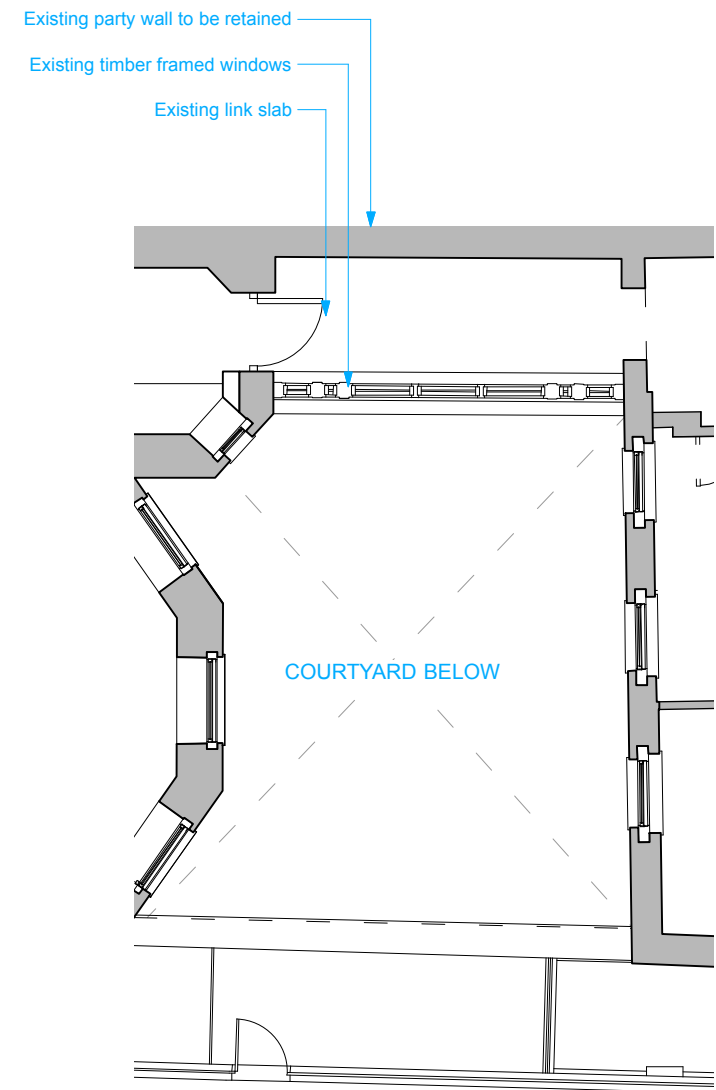 Existing party wall to be retained
Existing timber framed windows
Existing link slab
COURTYARD BELOW